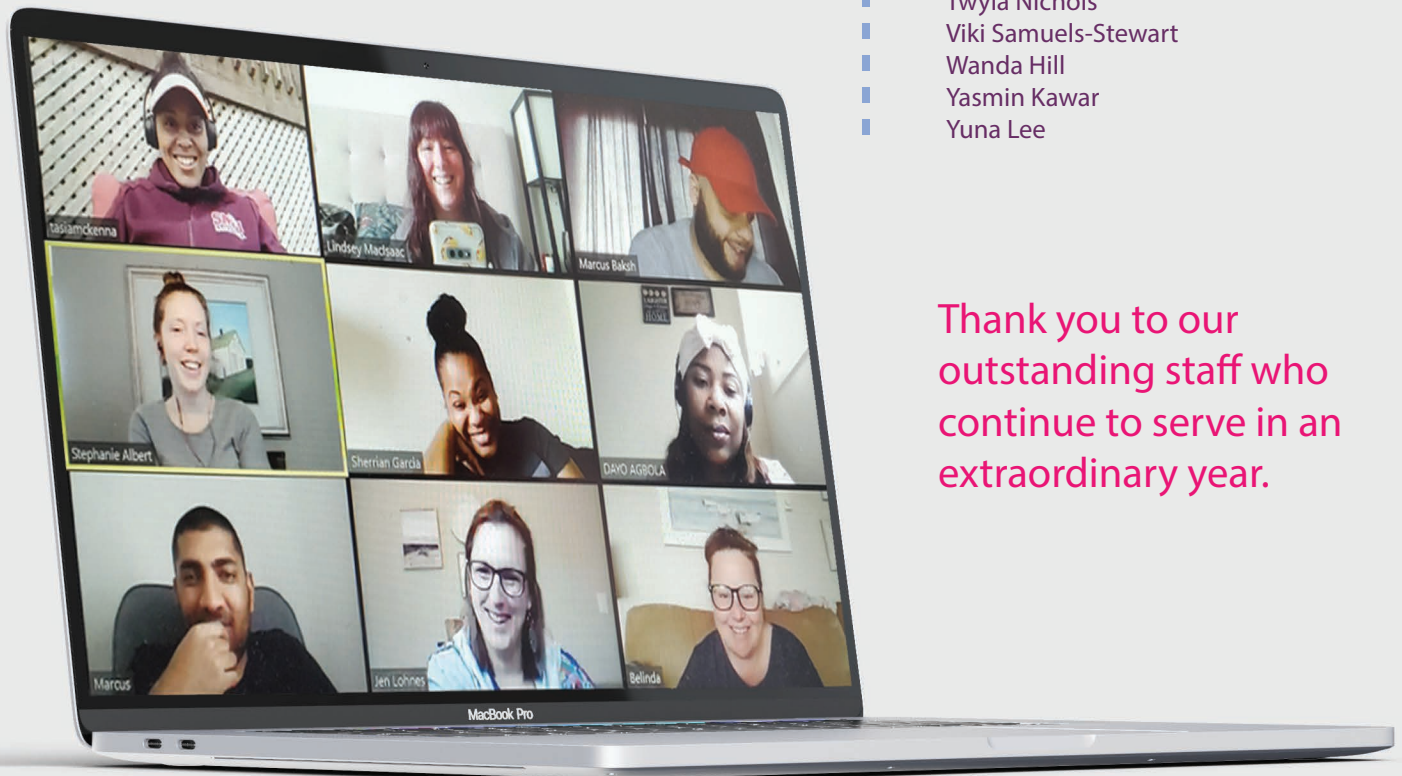 Twyla Nichols
Viki Samuels-Stewart
Wanda Hill
Yasmin Kawar
Yuna Lee
tasiamckenna
Lindsey MacIsaac
Marcus Baksh
Stephanie Albert
Sherrian Garcia
DAYO AGBOLA
LAUGHTER
HOME
Marcus
Jen Lohnes
Belinda
MacBook Pro
Thank you to our
outstanding staff who
continue to serve in an
extraordinary year.